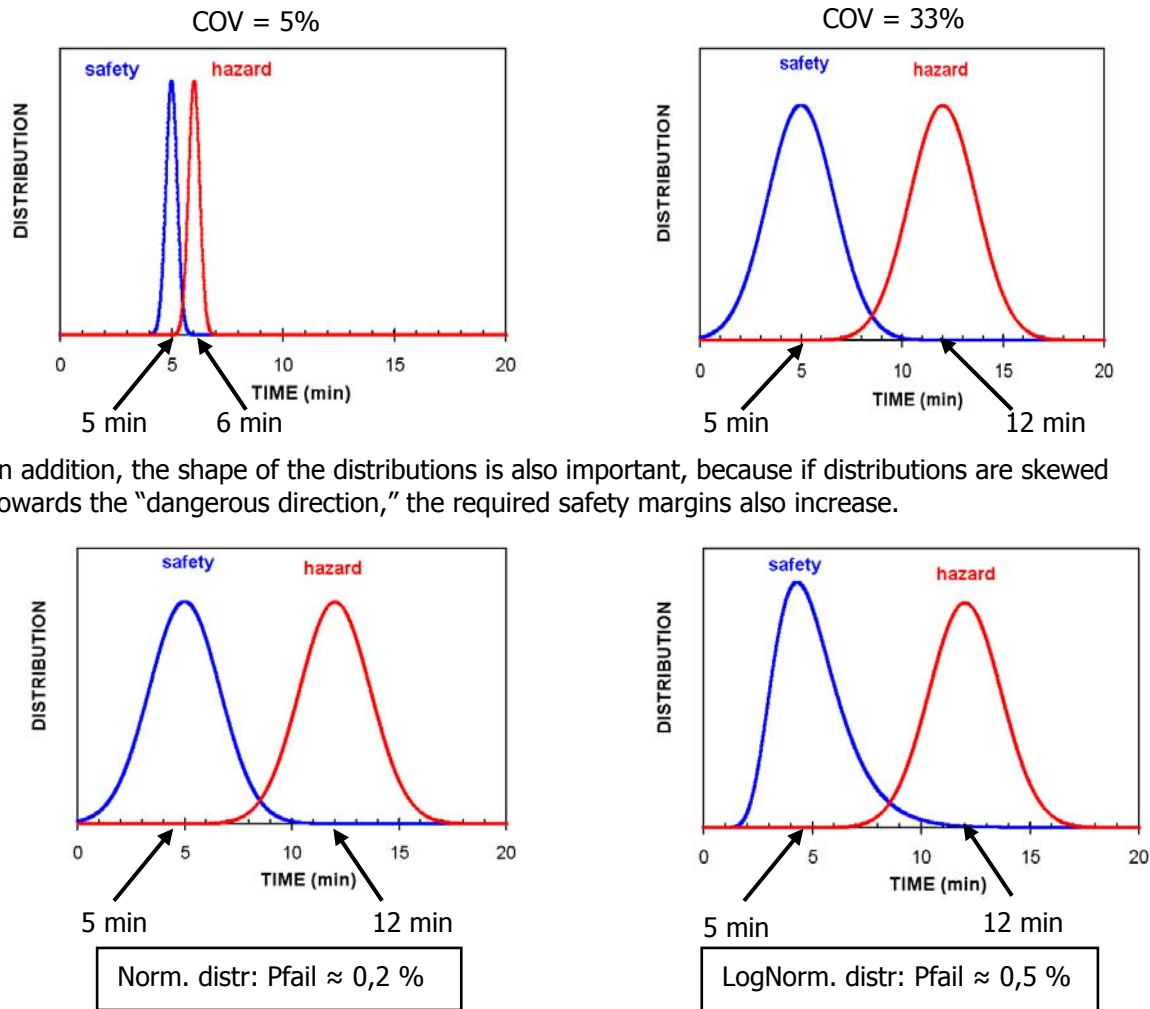 COV = 5%
safety hazard
DISTRIBUTION
0 5 10 15 20
TIME (min)
5 min 6 min
COV = 33%
safety
hazard
DISTRIBUTION
0 5 10 15 20
TIME (min)
5 min 12 min
n addition, the shape of the distributions is also important, because if distributions are skewed
owards the “dangerous direction,” the required safety margins also increase.
safety
hazard
DISTRIBUTION
0 5 10 15 20
TIME (min)
5 min 12 min
Norm. distr: Pfail ≈ 0,2 %
safety
hazard
DISTRIBUTION
0 5 10 15 20
TIME (min)
5 min 12 min
LogNorm. distr: Pfail ≈ 0,5 %